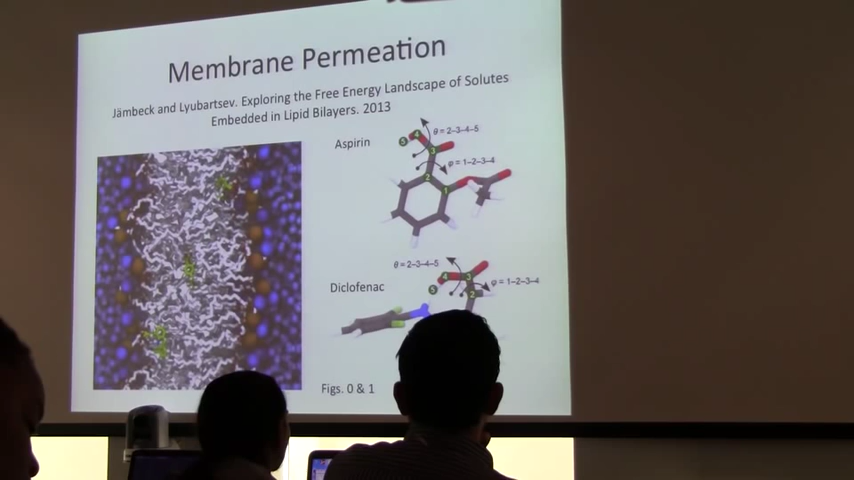 Membrane Permeation
Jämbeck and Lyubartsev. Exploring the Free Energy Landscape of Solutes
Embedded in Lipid Bilayers. 2013
Aspirin
θ = 2–3–4–5
φ = 1–2–3–4
5
4
3
2
1
Diclofenac
θ = 2–3–4–5
φ = 1–2–3–4
4
3
5
2
Figs. 0 & 1